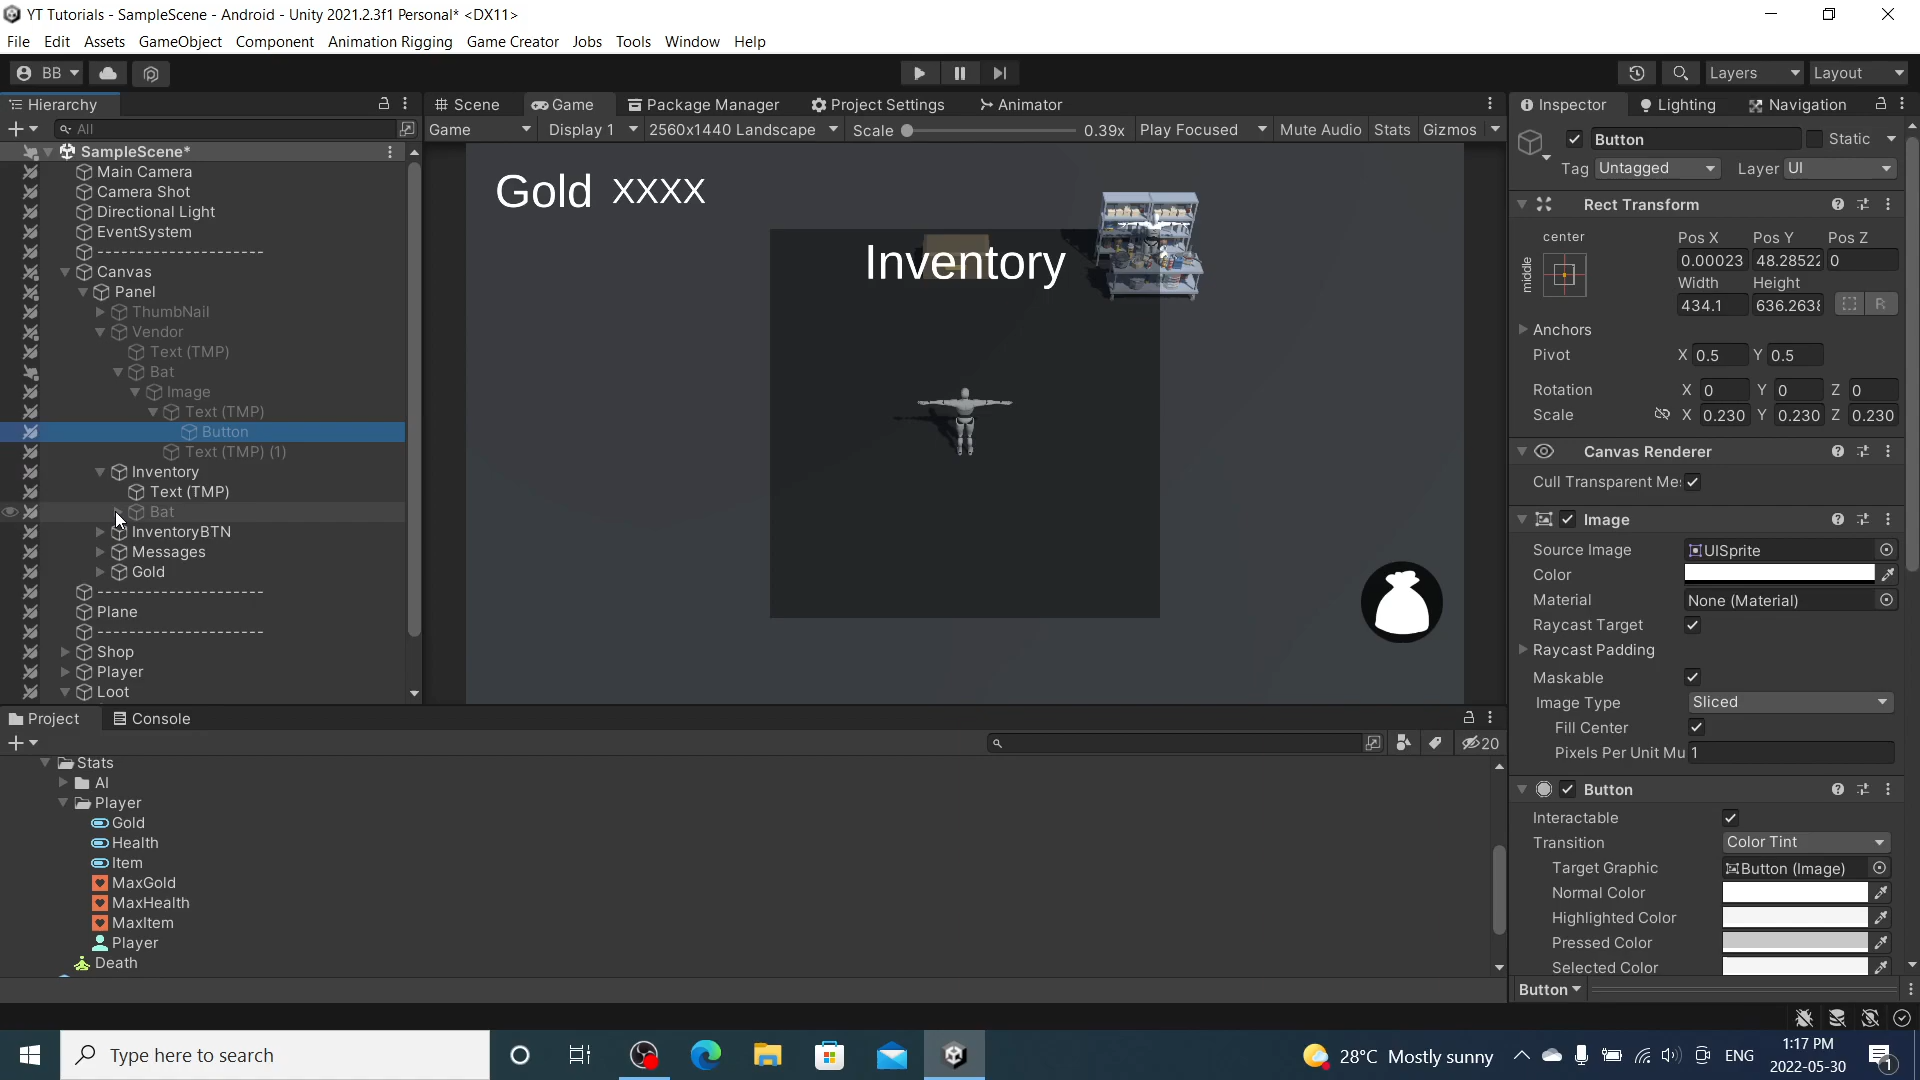 YT Tutorials - SampleScene - Android - Unity 2021.2.3f1 Personal* <DX11>
File Edit Assets GameObject Component Animation Rigging Game Creator Jobs Tools Window Help
BB Layers Layout
Hierarchy Scene Game Package Manager Project Settings Animator Inspector Lighting Navigation
All Game Display 1 2560x1440 Landscape Scale 0.39x Play Focused Mute Audio Stats Gizmos
Button Static
Tag Untagged Layer UI
SampleScene*
Main Camera
Camera Shot
Directional Light
EventSystem
---------------------
Canvas
Panel
ThumbNail
Vendor
Text (TMP)
Bat
Image
Text (TMP)
Button
Text (TMP) (1)
Inventory
Text (TMP)
Bat
InventoryBTN
Messages
Gold
---------------------
Plane
---------------------
Shop
Player
Loot
Gold XXXX
Inventory
Rect Transform
center Pos X Pos Y Pos Z
middle 0.00023 48.28522 0
Width Height
434.1 636.2638 R
Anchors
Pivot X 0.5 Y 0.5
Rotation X 0 Y 0 Z 0
Scale X 0.230 Y 0.230 Z 0.230
Canvas Renderer
Cull Transparent Me
Image
Source Image UISprite
Color
Material None (Material)
Raycast Target
Raycast Padding
Maskable
Image Type Sliced
Fill Center
Pixels Per Unit Mu 1
Button
Interactable
Transition Color Tint
Target Graphic Button (Image)
Normal Color
Highlighted Color
Pressed Color
Selected Color
Button
Project Console
20
Stats
AI
Player
Gold
Health
Item
MaxGold
MaxHealth
MaxItem
Player
Death
Type here to search 28°C Mostly sunny ENG 1:17 PM
2022-05-30 1